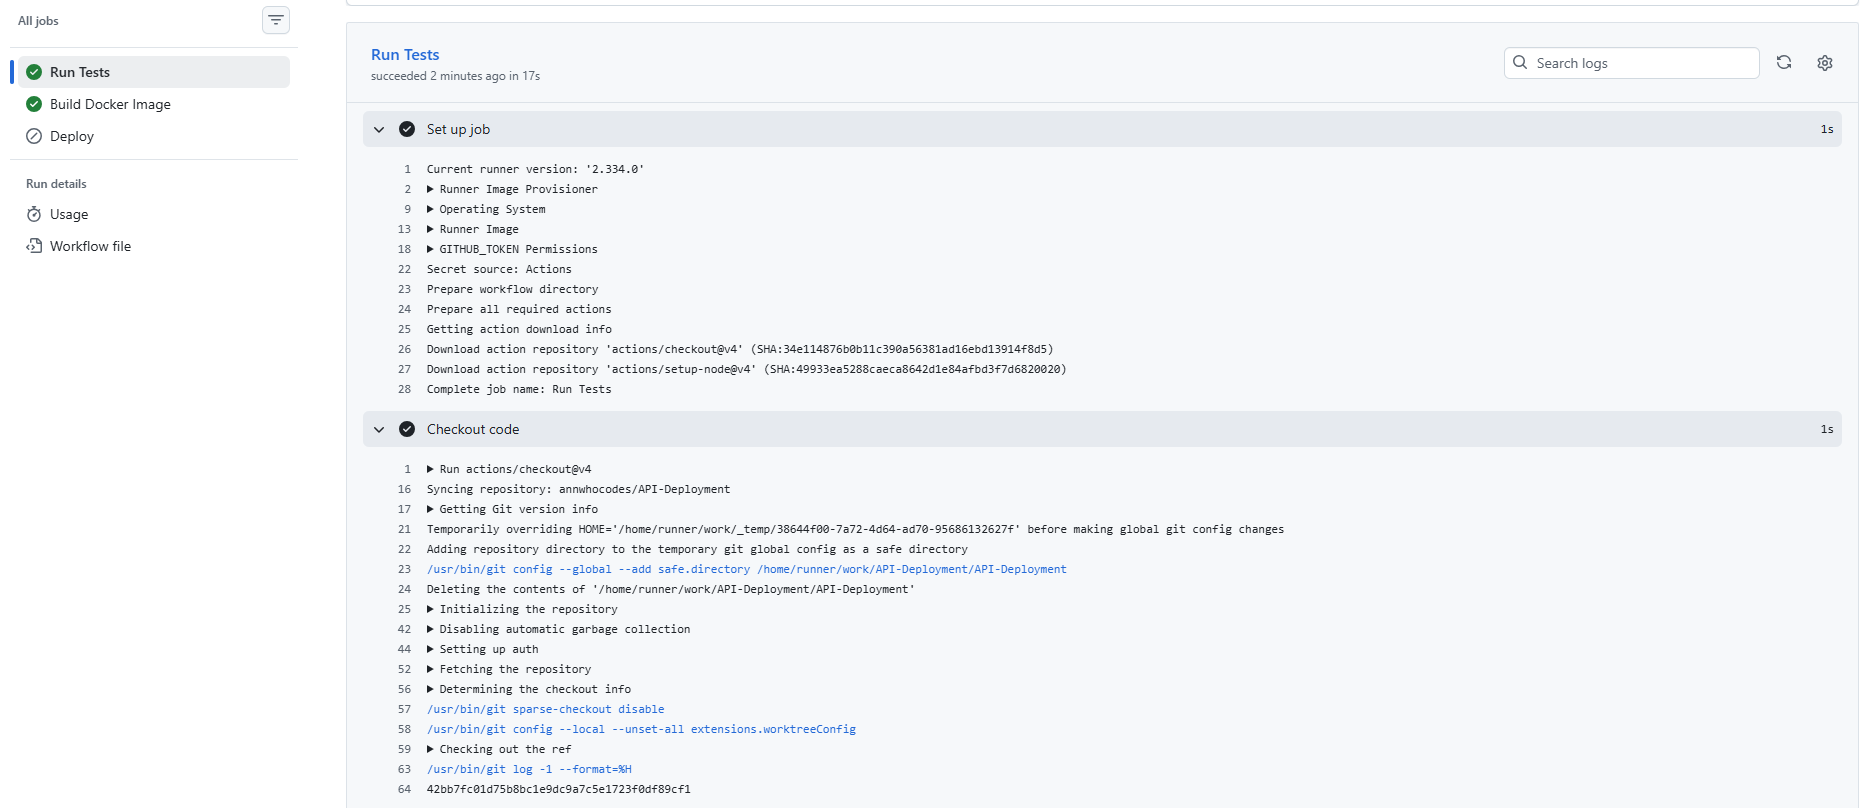 All jobs
Run Tests
Build Docker Image
Deploy
Run details
Usage
Workflow file
Run Tests
succeeded 2 minutes ago in 17s
Search logs
Set up job 1s
1 Current runner version: '2.334.0'
2 Runner Image Provisioner
9 Operating System
13 Runner Image
18 GITHUB_TOKEN Permissions
22 Secret source: Actions
23 Prepare workflow directory
24 Prepare all required actions
25 Getting action download info
26 Download action repository 'actions/checkout@v4' (SHA:34e114876b0b11c390a56381ad16ebd13914f8d5)
27 Download action repository 'actions/setup-node@v4' (SHA:49933ea5288caeca8642d1e84afbd3f7d6820020)
28 Complete job name: Run Tests
Checkout code 1s
1 Run actions/checkout@v4
16 Syncing repository: annwhocodes/API-Deployment
17 Getting Git version info
21 Temporarily overriding HOME='/home/runner/work/_temp/38644f00-7a72-4d64-ad70-95686132627f' before making global git config changes
22 Adding repository directory to the temporary git global config as a safe directory
23 /usr/bin/git config --global --add safe.directory /home/runner/work/API-Deployment/API-Deployment
24 Deleting the contents of '/home/runner/work/API-Deployment/API-Deployment'
25 Initializing the repository
42 Disabling automatic garbage collection
44 Setting up auth
52 Fetching the repository
56 Determining the checkout info
57 /usr/bin/git sparse-checkout disable
58 /usr/bin/git config --local --unset-all extensions.worktreeConfig
59 Checking out the ref
63 /usr/bin/git log -1 --format=%H
64 42bb7fc01d75b8bc1e9dc9a7c5e1723f0df89cf1